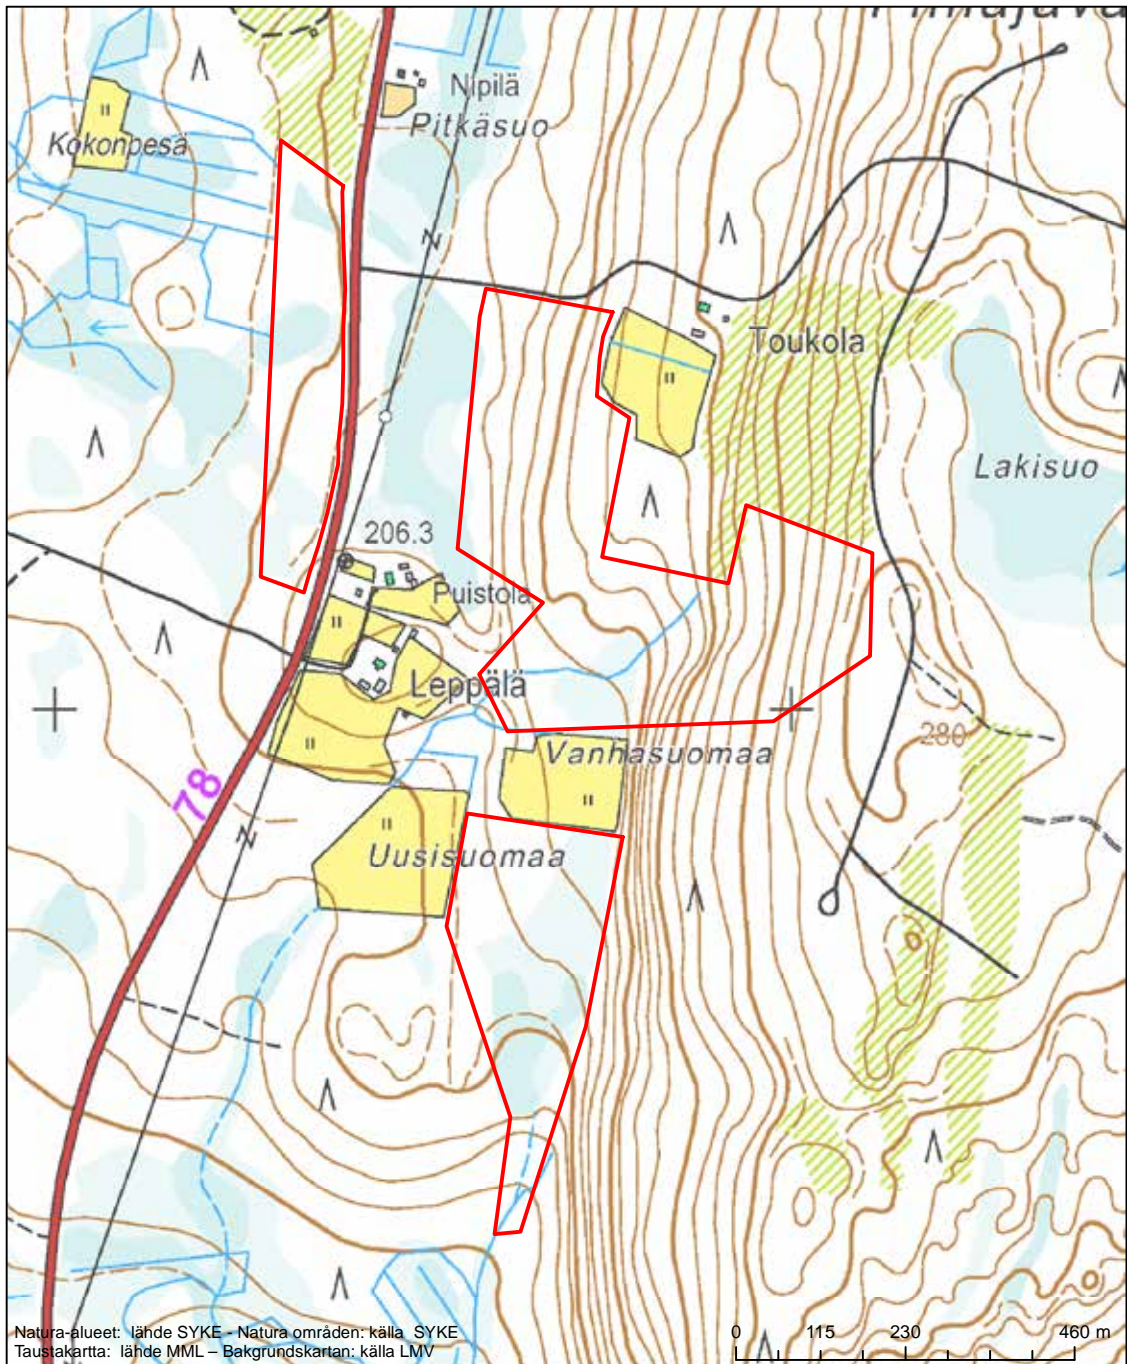 Nipilä
Pitkäsuo
Kokonpesä
Toukola
Lakisuo
206.3
Puistola
Leppälä
280
Vanhasuomaa
78
Uusisuomaa
Natura-alueet: lähde SYKE - Natura områden: källa SYKE
Taustakartta: lähde MML – Bakgrundskartan: källa LMV
0 115 230 460 m